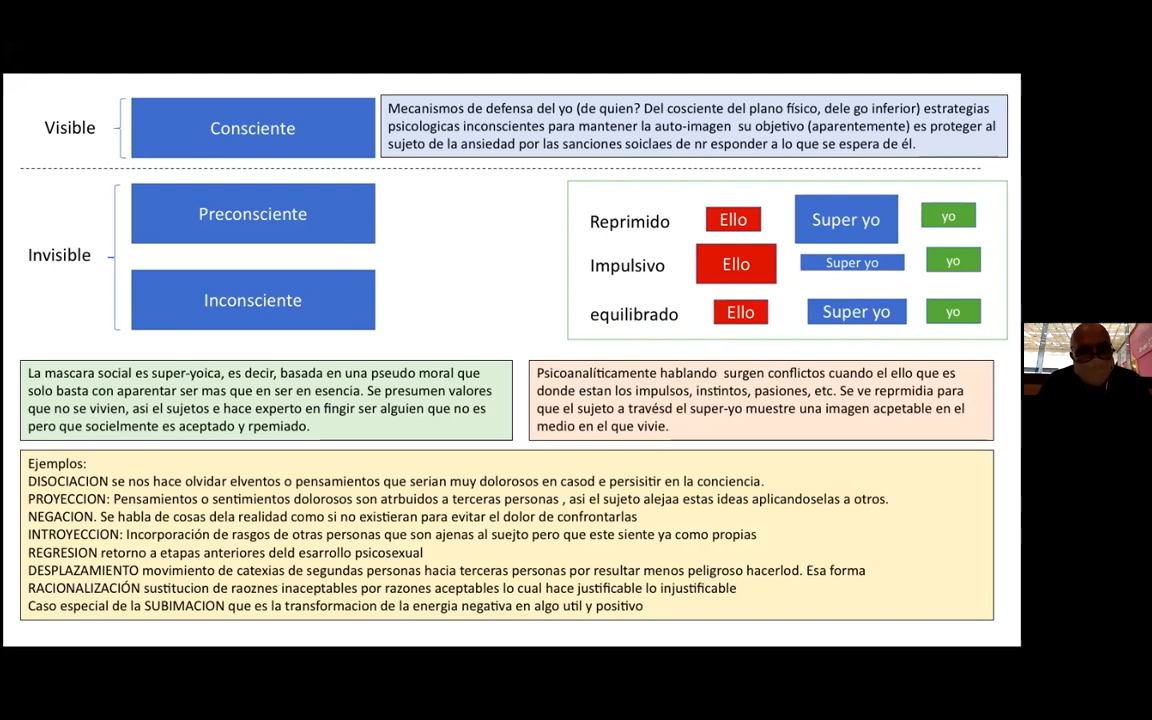 Visible
Consciente
Mecanismos de defensa del yo (de quien? Del cosciente del plano físico, dele go inferior) estrategias
psicologicas inconscientes para mantener la auto-imagen su objetivo (aparentemente) es proteger al
sujeto de la ansiedad por las sanciones soiclaes de nr esponder a lo que se espera de él.
Invisible
Preconsciente
Inconsciente
Reprimido Ello Super yo yo
Impulsivo Ello Super yo yo
equilibrado Ello Super yo yo
La mascara social es super-yoica, es decir, basada en una pseudo moral que
solo basta con aparentar ser mas que en ser en esencia. Se presumen valores
que no se vivien, asi el sujetos e hace experto en fingir ser alguien que no es
pero que socielmente es aceptado y rpemiado.
Psicoanalíticamente hablando surgen conflictos cuando el ello que es
donde estan los impulsos, instintos, pasiones, etc. Se ve reprmidia para
que el sujeto a travésd el super-yo muestre una imagen acpetable en el
medio en el que vivie.
Ejemplos:
DISOCIACION se nos hace olvidar elventos o pensamientos que serian muy dolorosos en casod e persisitir en la conciencia.
PROYECCION: Pensamientos o sentimientos dolorosos son atrbuidos a terceras personas , asi el sujeto alejaa estas ideas aplicandoselas a otros.
NEGACION. Se habla de cosas dela realidad como si no existieran para evitar el dolor de confrontarlas
INTROYECCION: Incorporación de rasgos de otras personas que son ajenas al suejto pero que este siente ya como propias
REGRESION retorno a etapas anteriores deld esarrollo psicosexual
DESPLAZAMIENTO movimiento de catexias de segundas personas hacia terceras personas por resultar menos peligroso hacerlod. Esa forma
RACIONALIZACIÓN sustitucion de raoznes inaceptables por razones aceptables lo cual hace justificable lo injustificable
Caso especial de la SUBIMACION que es la transformacion de la energia negativa en algo util y positivo